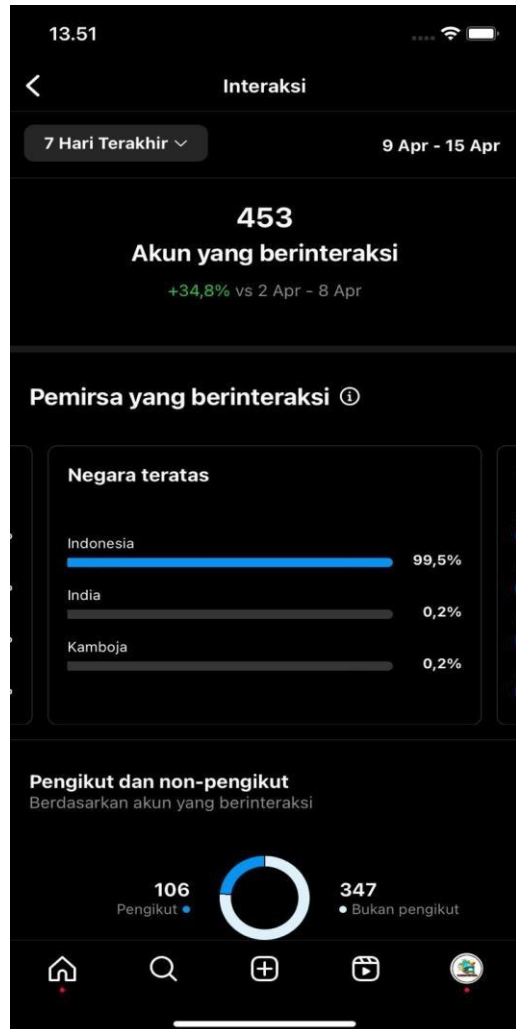 13.51
Interaksi
7 Hari Terakhir
9 Apr - 15 Apr
453
Akun yang berinteraksi
+34,8% vs 2 Apr - 8 Apr
Pemirsa yang berinteraksi
Negara teratas
Indonesia
99,5%
India
0,2%
Kamboja
0,2%
Pengikut dan non-pengikut
Berdasarkan akun yang berinteraksi
106
Pengikut
347
Bukan pengikut